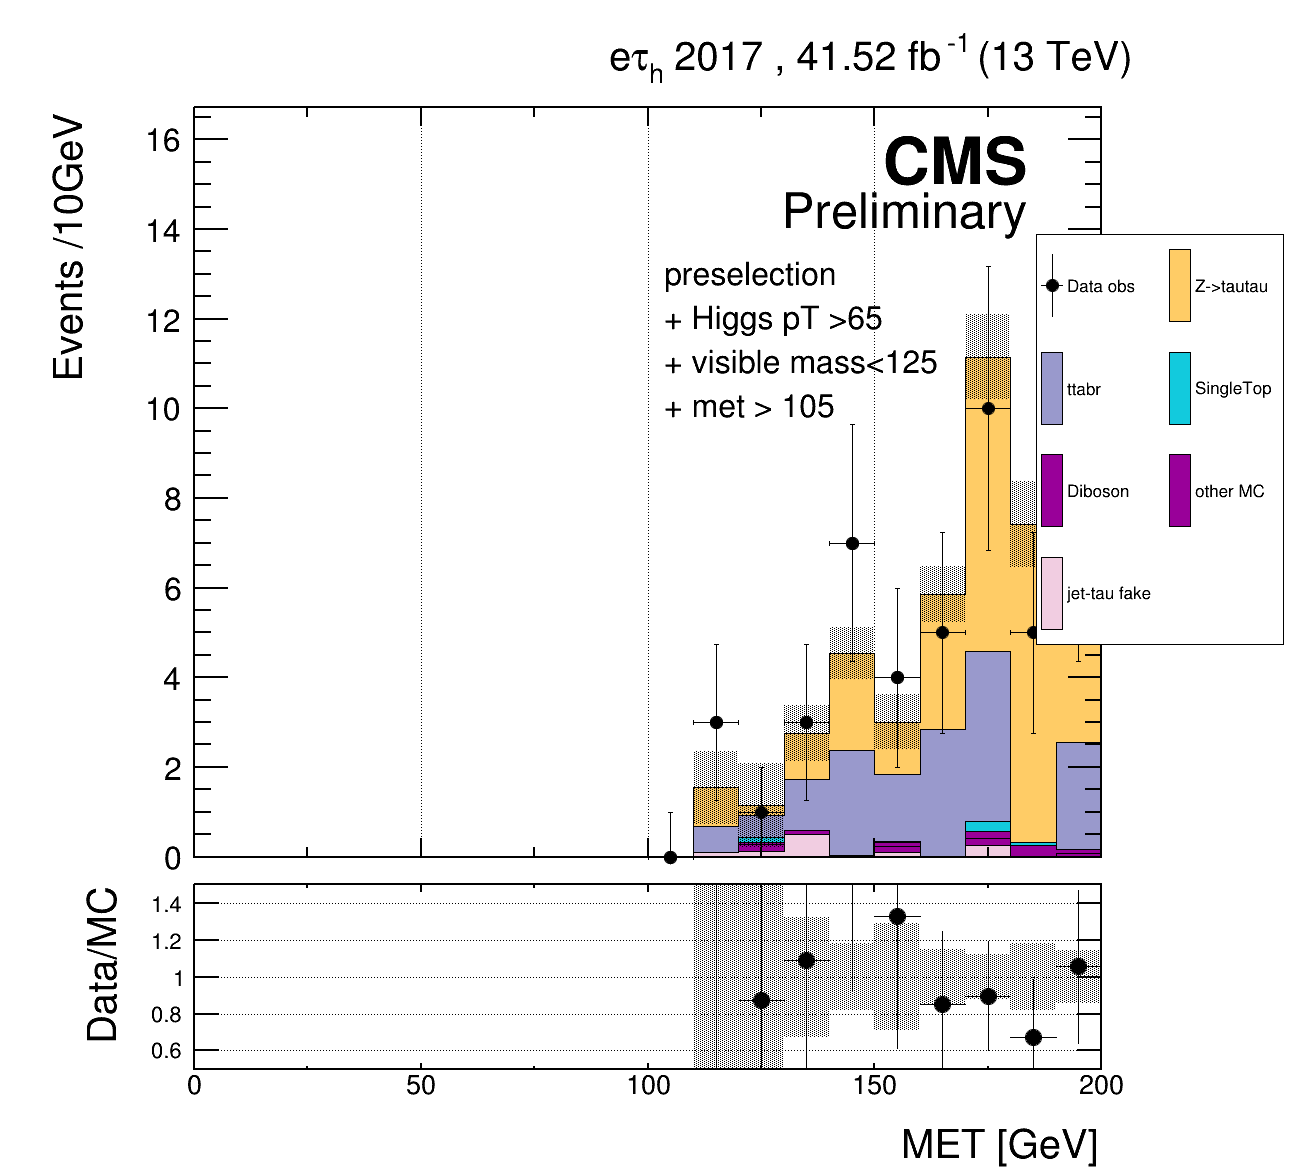 eτh 2017 , 41.52 fb-1 (13 TeV)
Events /10GeV
16
14
12
10
8
6
4
2
0
CMS
Preliminary
preselection
+ Higgs pT >65
+ visible mass<125
+ met > 105
Data obs
Z->tautau
ttabr
SingleTop
Diboson
other MC
jet-tau fake
Data/MC
1.4
1.2
1
0.8
0.6
0 50 100 150 200
MET [GeV]